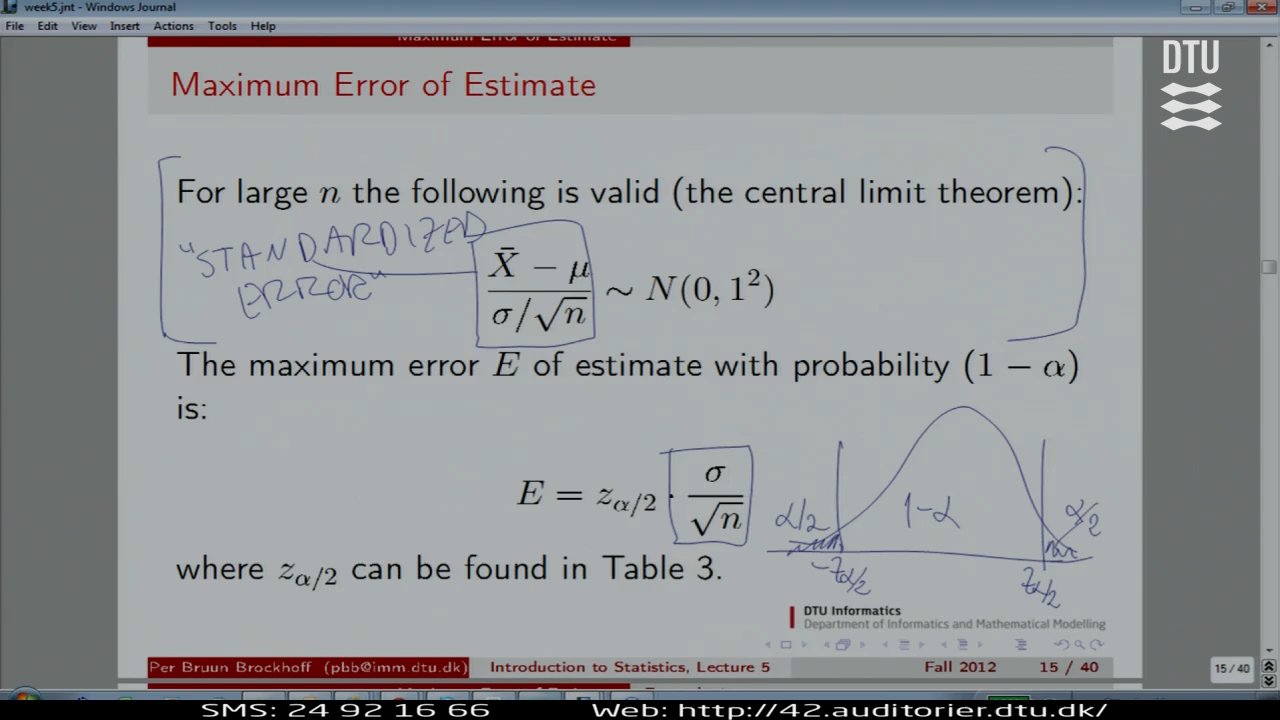 week5.jnt - Windows Journal
File Edit View Insert Actions Tools Help
Maximum Error of Estimate
DTU
Maximum Error of Estimate
For large n the following is valid (the central limit theorem):
"STANDARDIZED
ERROR"
X̄ − μ
σ/√n
∼ N(0, 1²)
The maximum error E of estimate with probability (1 − α)
is:
E = z_{α/2} · σ/√n
α/2
1-α
α/2
-z_{α/2}
z_{α/2}
where z_{α/2} can be found in Table 3.
DTU Informatics
Department of Informatics and Mathematical Modelling
Per Bruun Brockhoff (pbb@imm.dtu.dk) Introduction to Statistics, Lecture 5 Fall 2012 15 / 40
15/40
SMS: 24 92 16 66 Web: http://42.auditorier.dtu.dk/